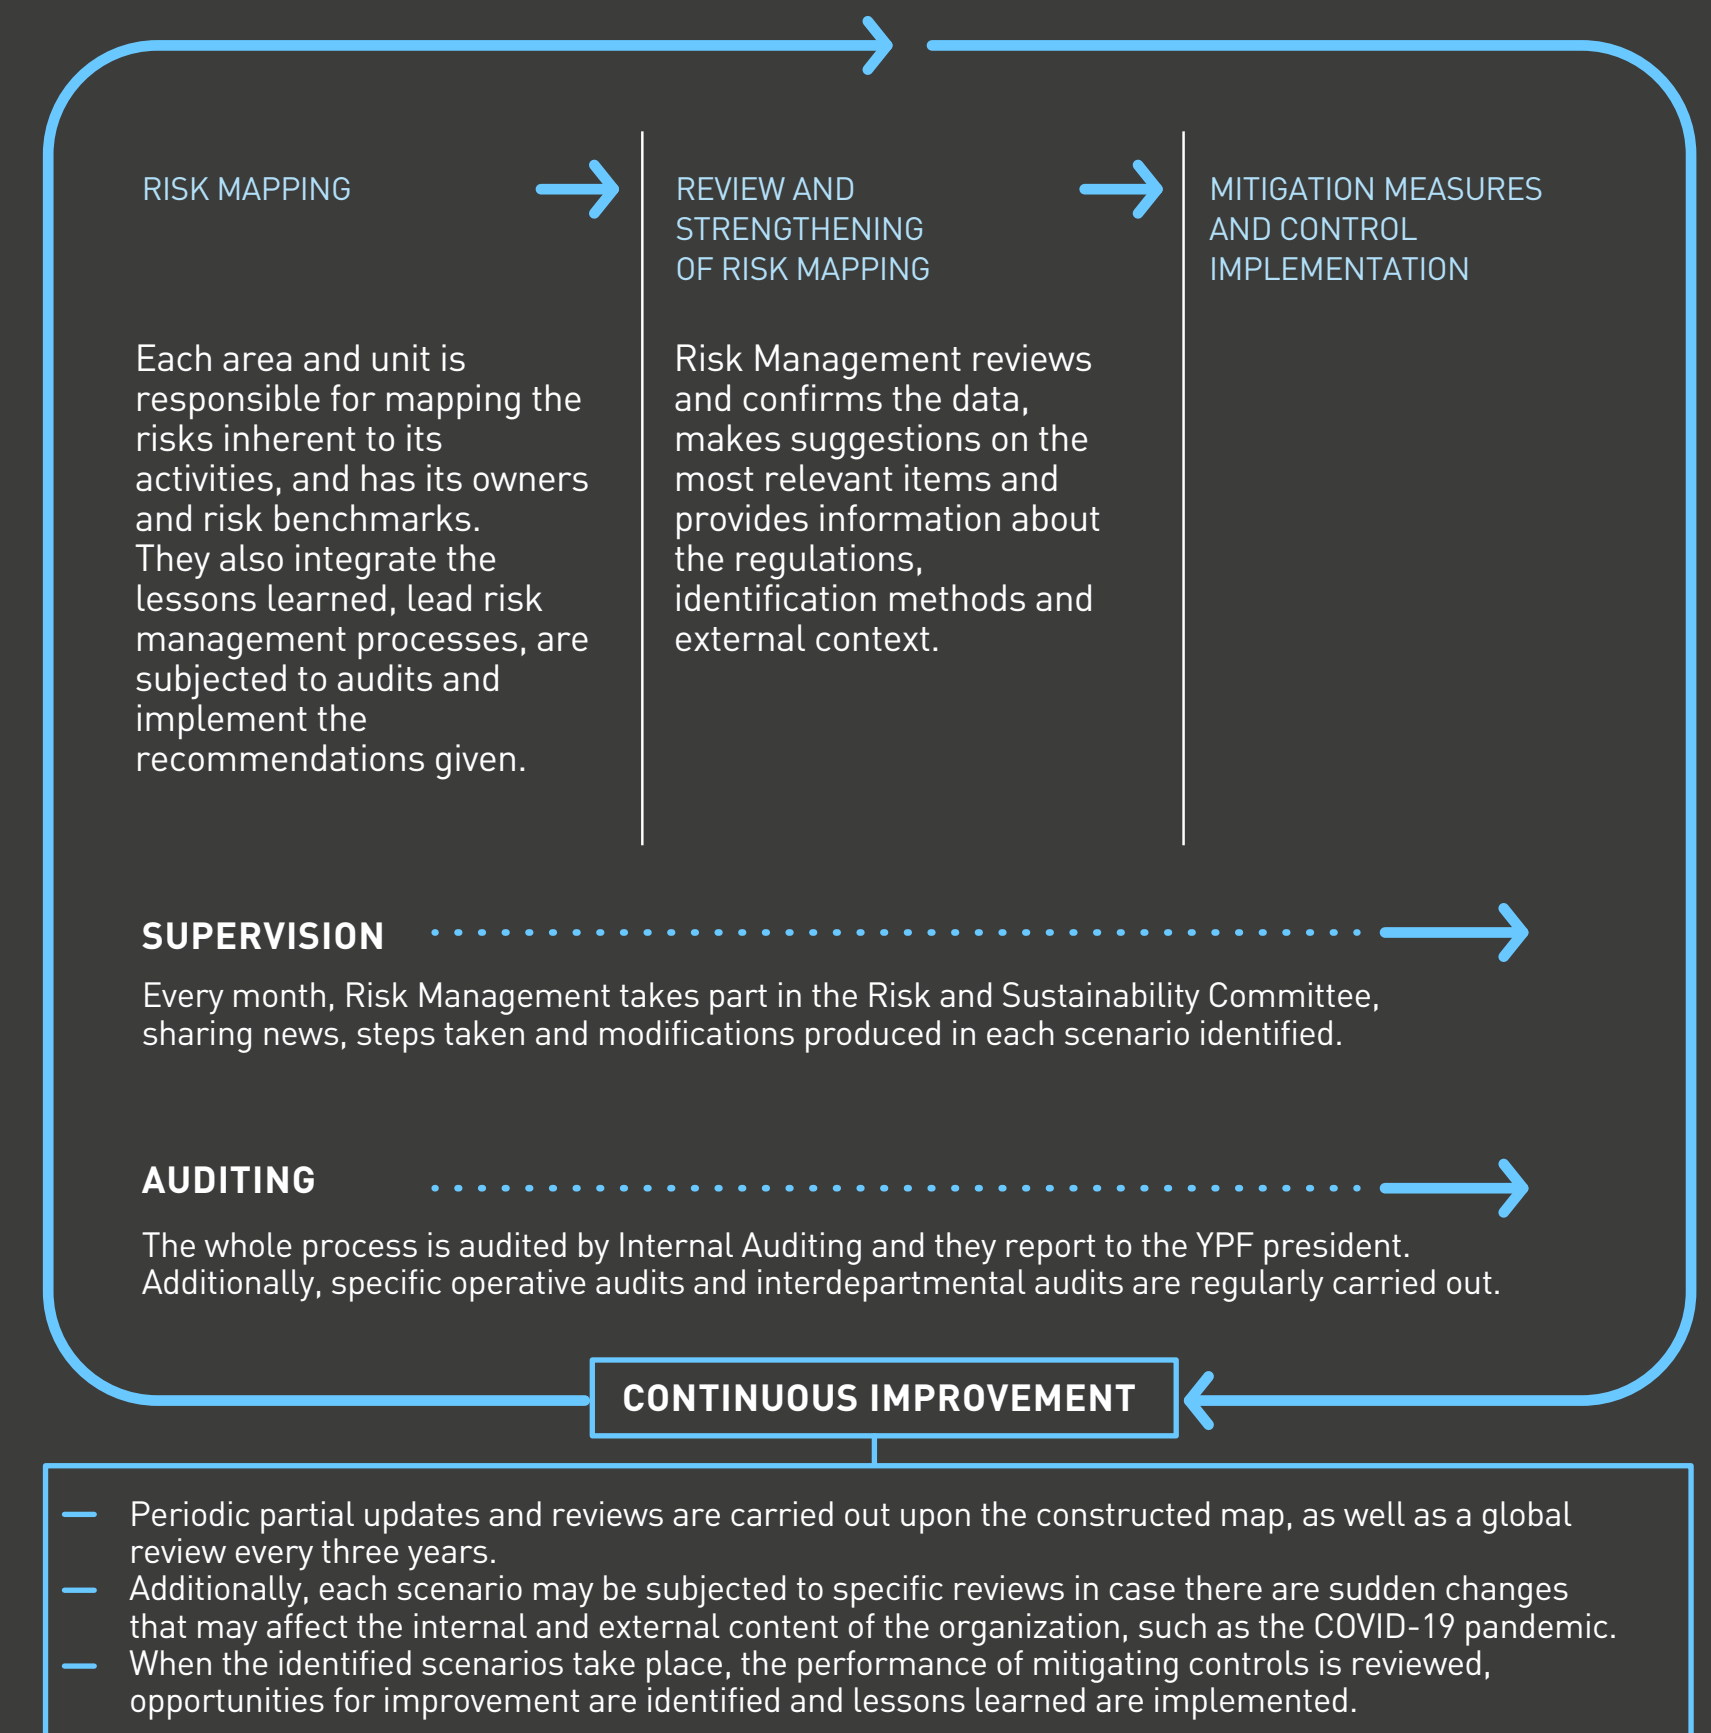 RISK MAPPING
Each area and unit is
responsible for mapping the
risks inherent to its
activities, and has its owners
and risk benchmarks.
They also integrate the
lessons learned, lead risk
management processes, are
subjected to audits and
implement the
recommendations given.
REVIEW AND
STRENGTHENING
OF RISK MAPPING
Risk Management reviews
and confirms the data,
makes suggestions on the
most relevant items and
provides information about
the regulations,
identification methods and
external context.
MITIGATION MEASURES
AND CONTROL
IMPLEMENTATION
SUPERVISION
Every month, Risk Management takes part in the Risk and Sustainability Committee,
sharing news, steps taken and modifications produced in each scenario identified.
AUDITING
The whole process is audited by Internal Auditing and they report to the YPF president.
Additionally, specific operative audits and interdepartmental audits are regularly carried out.
CONTINUOUS IMPROVEMENT
— Periodic partial updates and reviews are carried out upon the constructed map, as well as a global
review every three years.
— Additionally, each scenario may be subjected to specific reviews in case there are sudden changes
that may affect the internal and external content of the organization, such as the COVID-19 pandemic.
— When the identified scenarios take place, the performance of mitigating controls is reviewed,
opportunities for improvement are identified and lessons learned are implemented.